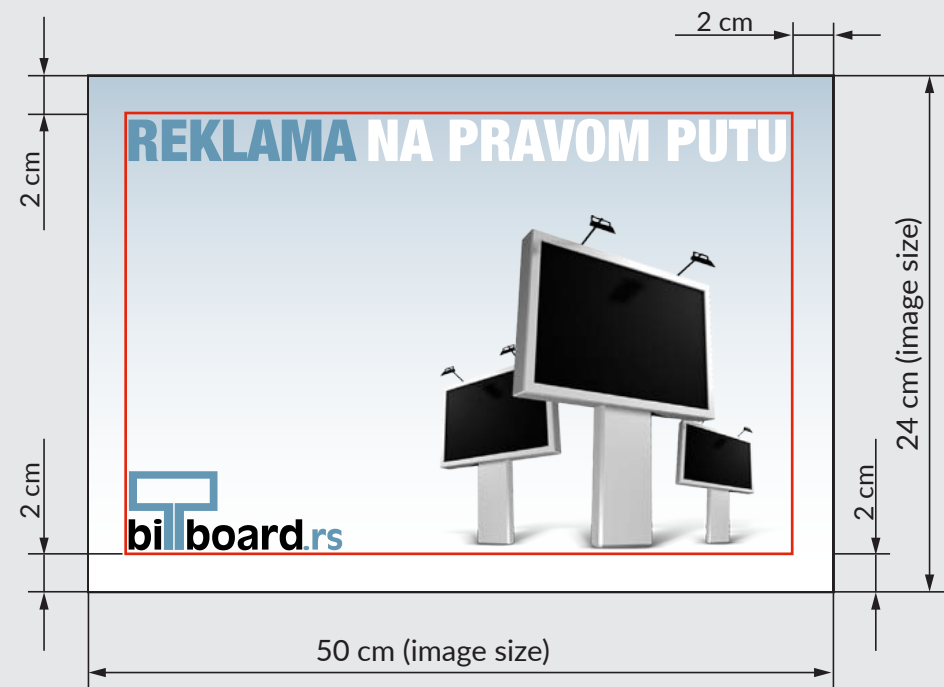 2 cm
REKLAMA NA PRAVOM PUTU
2 cm
24 cm (image size)
2 cm
2 cm
billboard.rs
50 cm (image size)